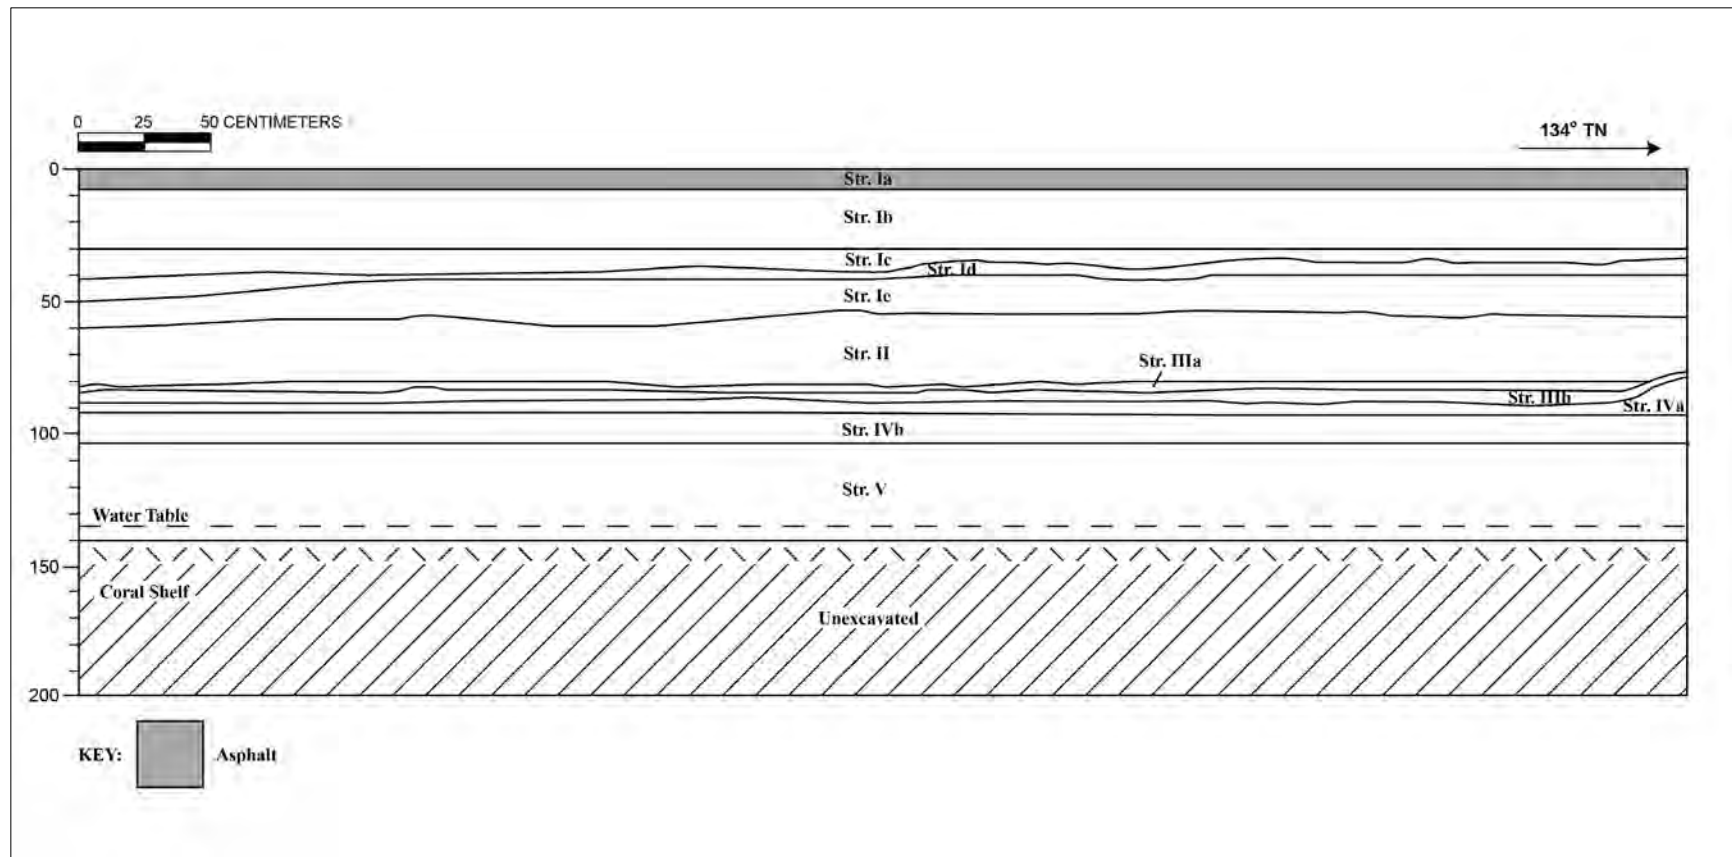 0 25 50 CENTIMETERS
134° TN
0
Str. Ia
Str. Ib
Str. Ic
Str. Id
50
Str. Ie
Str. II
Str. IIIa
Str. IIIb
Str. IVa
100
Str. IVb
Str. V
Water Table
150
Coral Shelf
Unexcavated
200
KEY: Asphalt